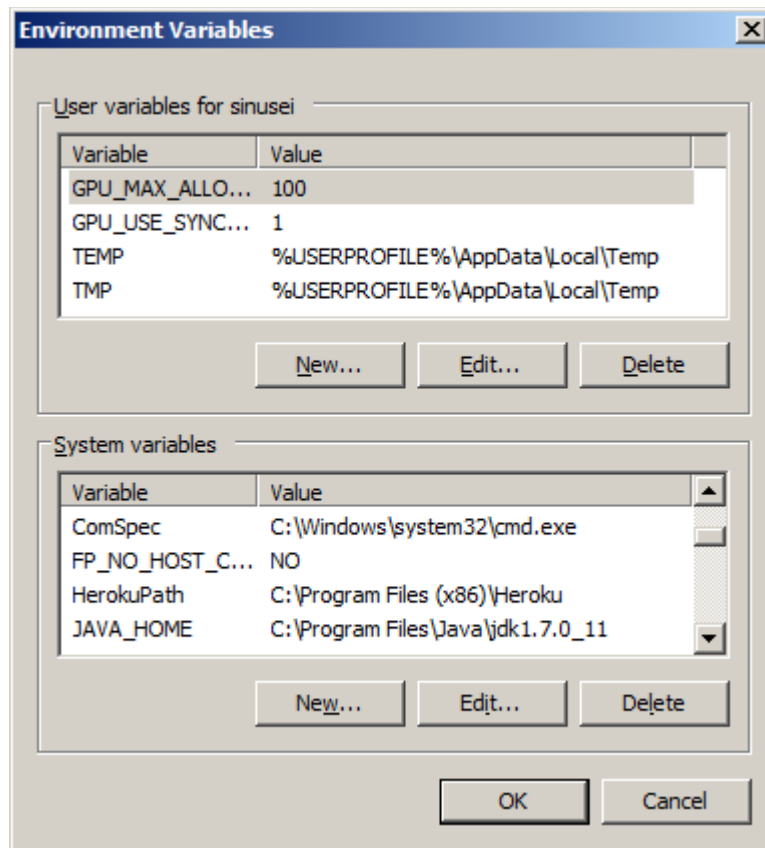 Environment Variables
User variables for sinusei
Variable Value
GPU_MAX_ALLO... 100
GPU_USE_SYNC... 1
TEMP %USERPROFILE%\AppData\Local\Temp
TMP %USERPROFILE%\AppData\Local\Temp
New... Edit... Delete
System variables
Variable Value
ComSpec C:\Windows\system32\cmd.exe
FP_NO_HOST_C... NO
HerokuPath C:\Program Files (x86)\Heroku
JAVA_HOME C:\Program Files\Java\jdk1.7.0_11
New... Edit... Delete
OK Cancel